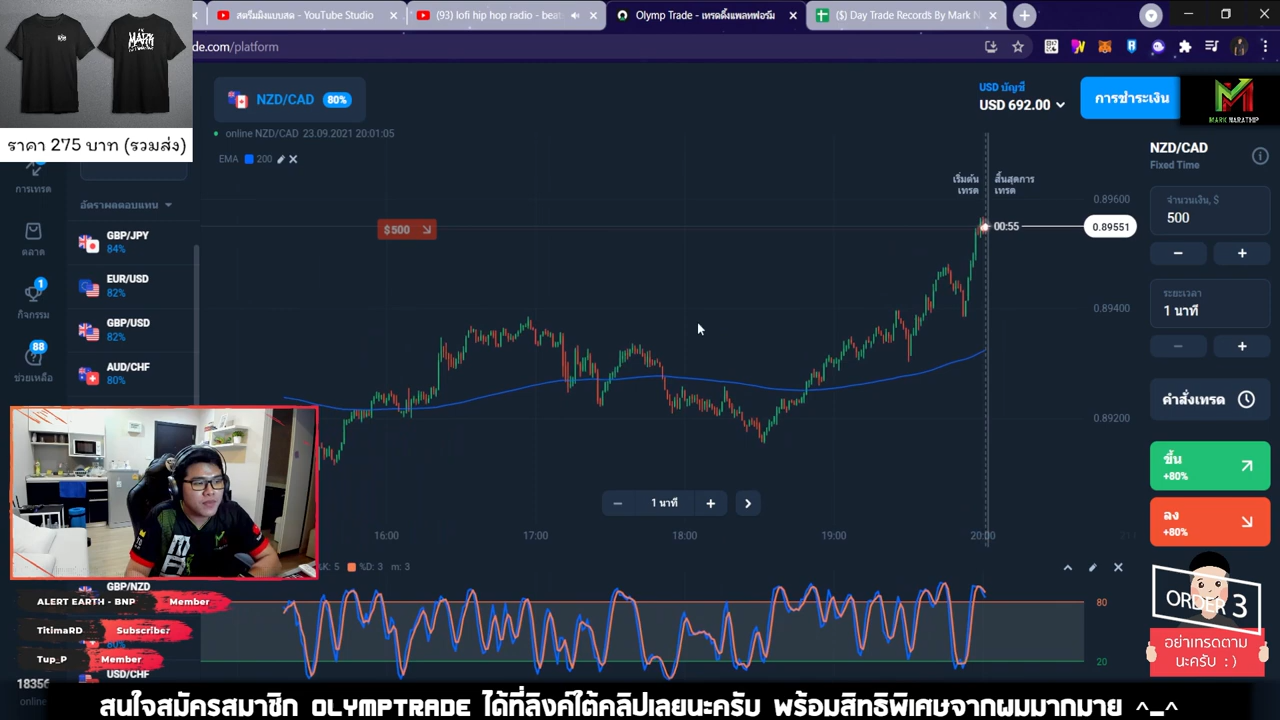 สตรีมมิงแบบสด - YouTube Studio
(93) lofi hip hop radio - bea
Olymp Trade - เทรดดิ้งแพลทฟอร์ม
($) Day Trade Records By Mark N
de.com/platform
ราคา 275 บาท (รวมส่ง)
NZD/CAD 80%
online NZD/CAD 23.09.2021 20:01:05
EMA 200
USD บัญชี
USD 692.00
การชำระเงิน
MARK NARATHIP
การเทรด
ตลาด
1
กิจกรรม
88
ช่วยเหลือ
อัตราผลตอบแทน
GBP/JPY
84%
EUR/USD
82%
GBP/USD
82%
AUD/CHF
80%
GBP/NZD
USD/CHF
$500
เริ่มต้น
เทรด
สิ้นสุดการ
เทรด
00:55
0.89600
0.89551
0.89400
0.89200
1 นาที
16:00
17:00
18:00
19:00
20:00
%K: 5 %D: 3 m: 3
80
20
NZD/CAD
Fixed Time
จำนวนเงิน, $
500
ระยะเวลา
1 นาที
คำสั่งเทรด
ขึ้น
+80%
ลง
+80%
ORDER 3
อย่าเทรดตาม
นะครับ : )
ALERT EARTH - BNP Member
TitimaRD Subscriber
Tup_P Member
18356
online
สนใจสมัครสมาชิก OLYMPTRADE ได้ที่ลิงค์ใต้คลิปเลยนะครับ พร้อมสิทธิพิเศษจากผมมากมาย ^_^